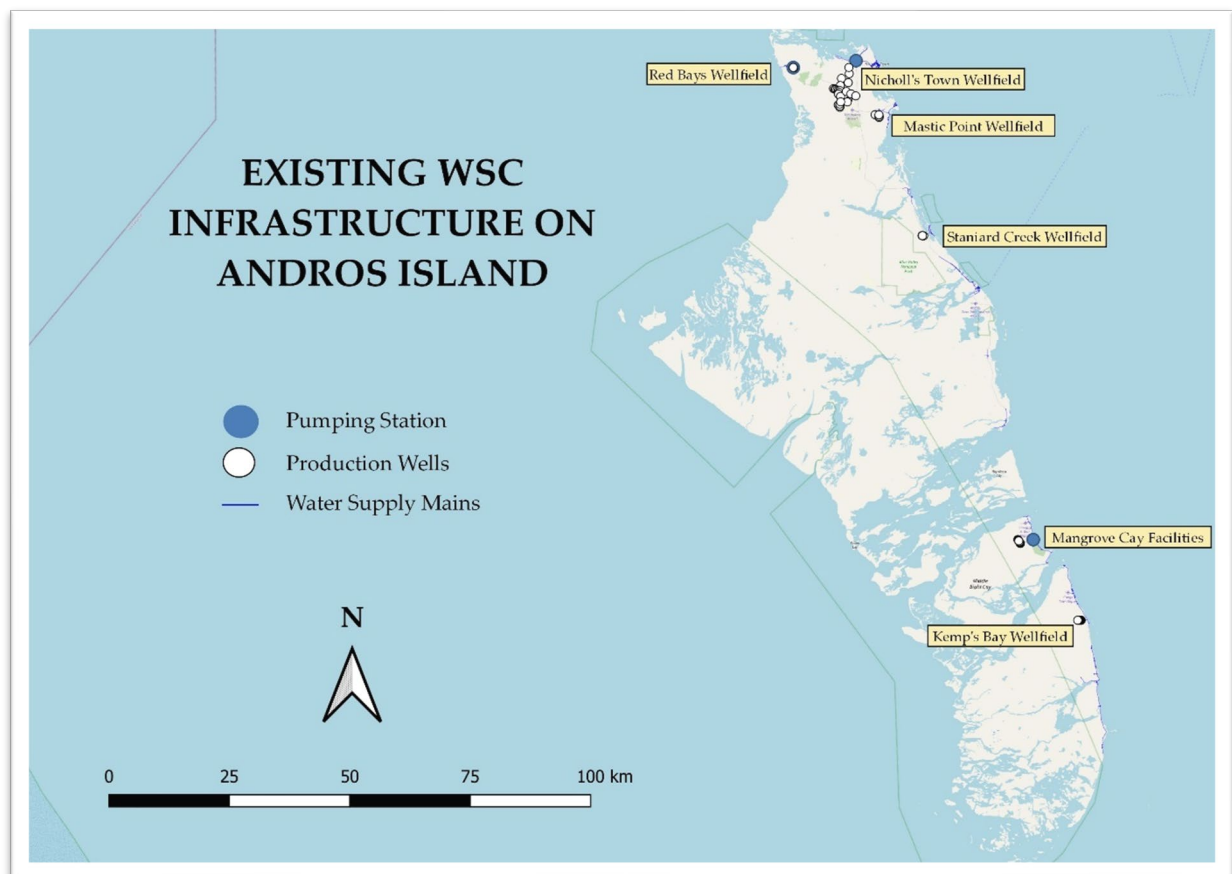 Red Bays Wellfield
Nicholl's Town Wellfield
Mastic Point Wellfield
EXISTING WSC
INFRASTRUCTURE ON
ANDROS ISLAND
Staniard Creek Wellfield
Pumping Station
Production Wells
Water Supply Mains
Mangrove Cay Facilities
Kemp's Bay Wellfield
N
0 25 50 75 100 km